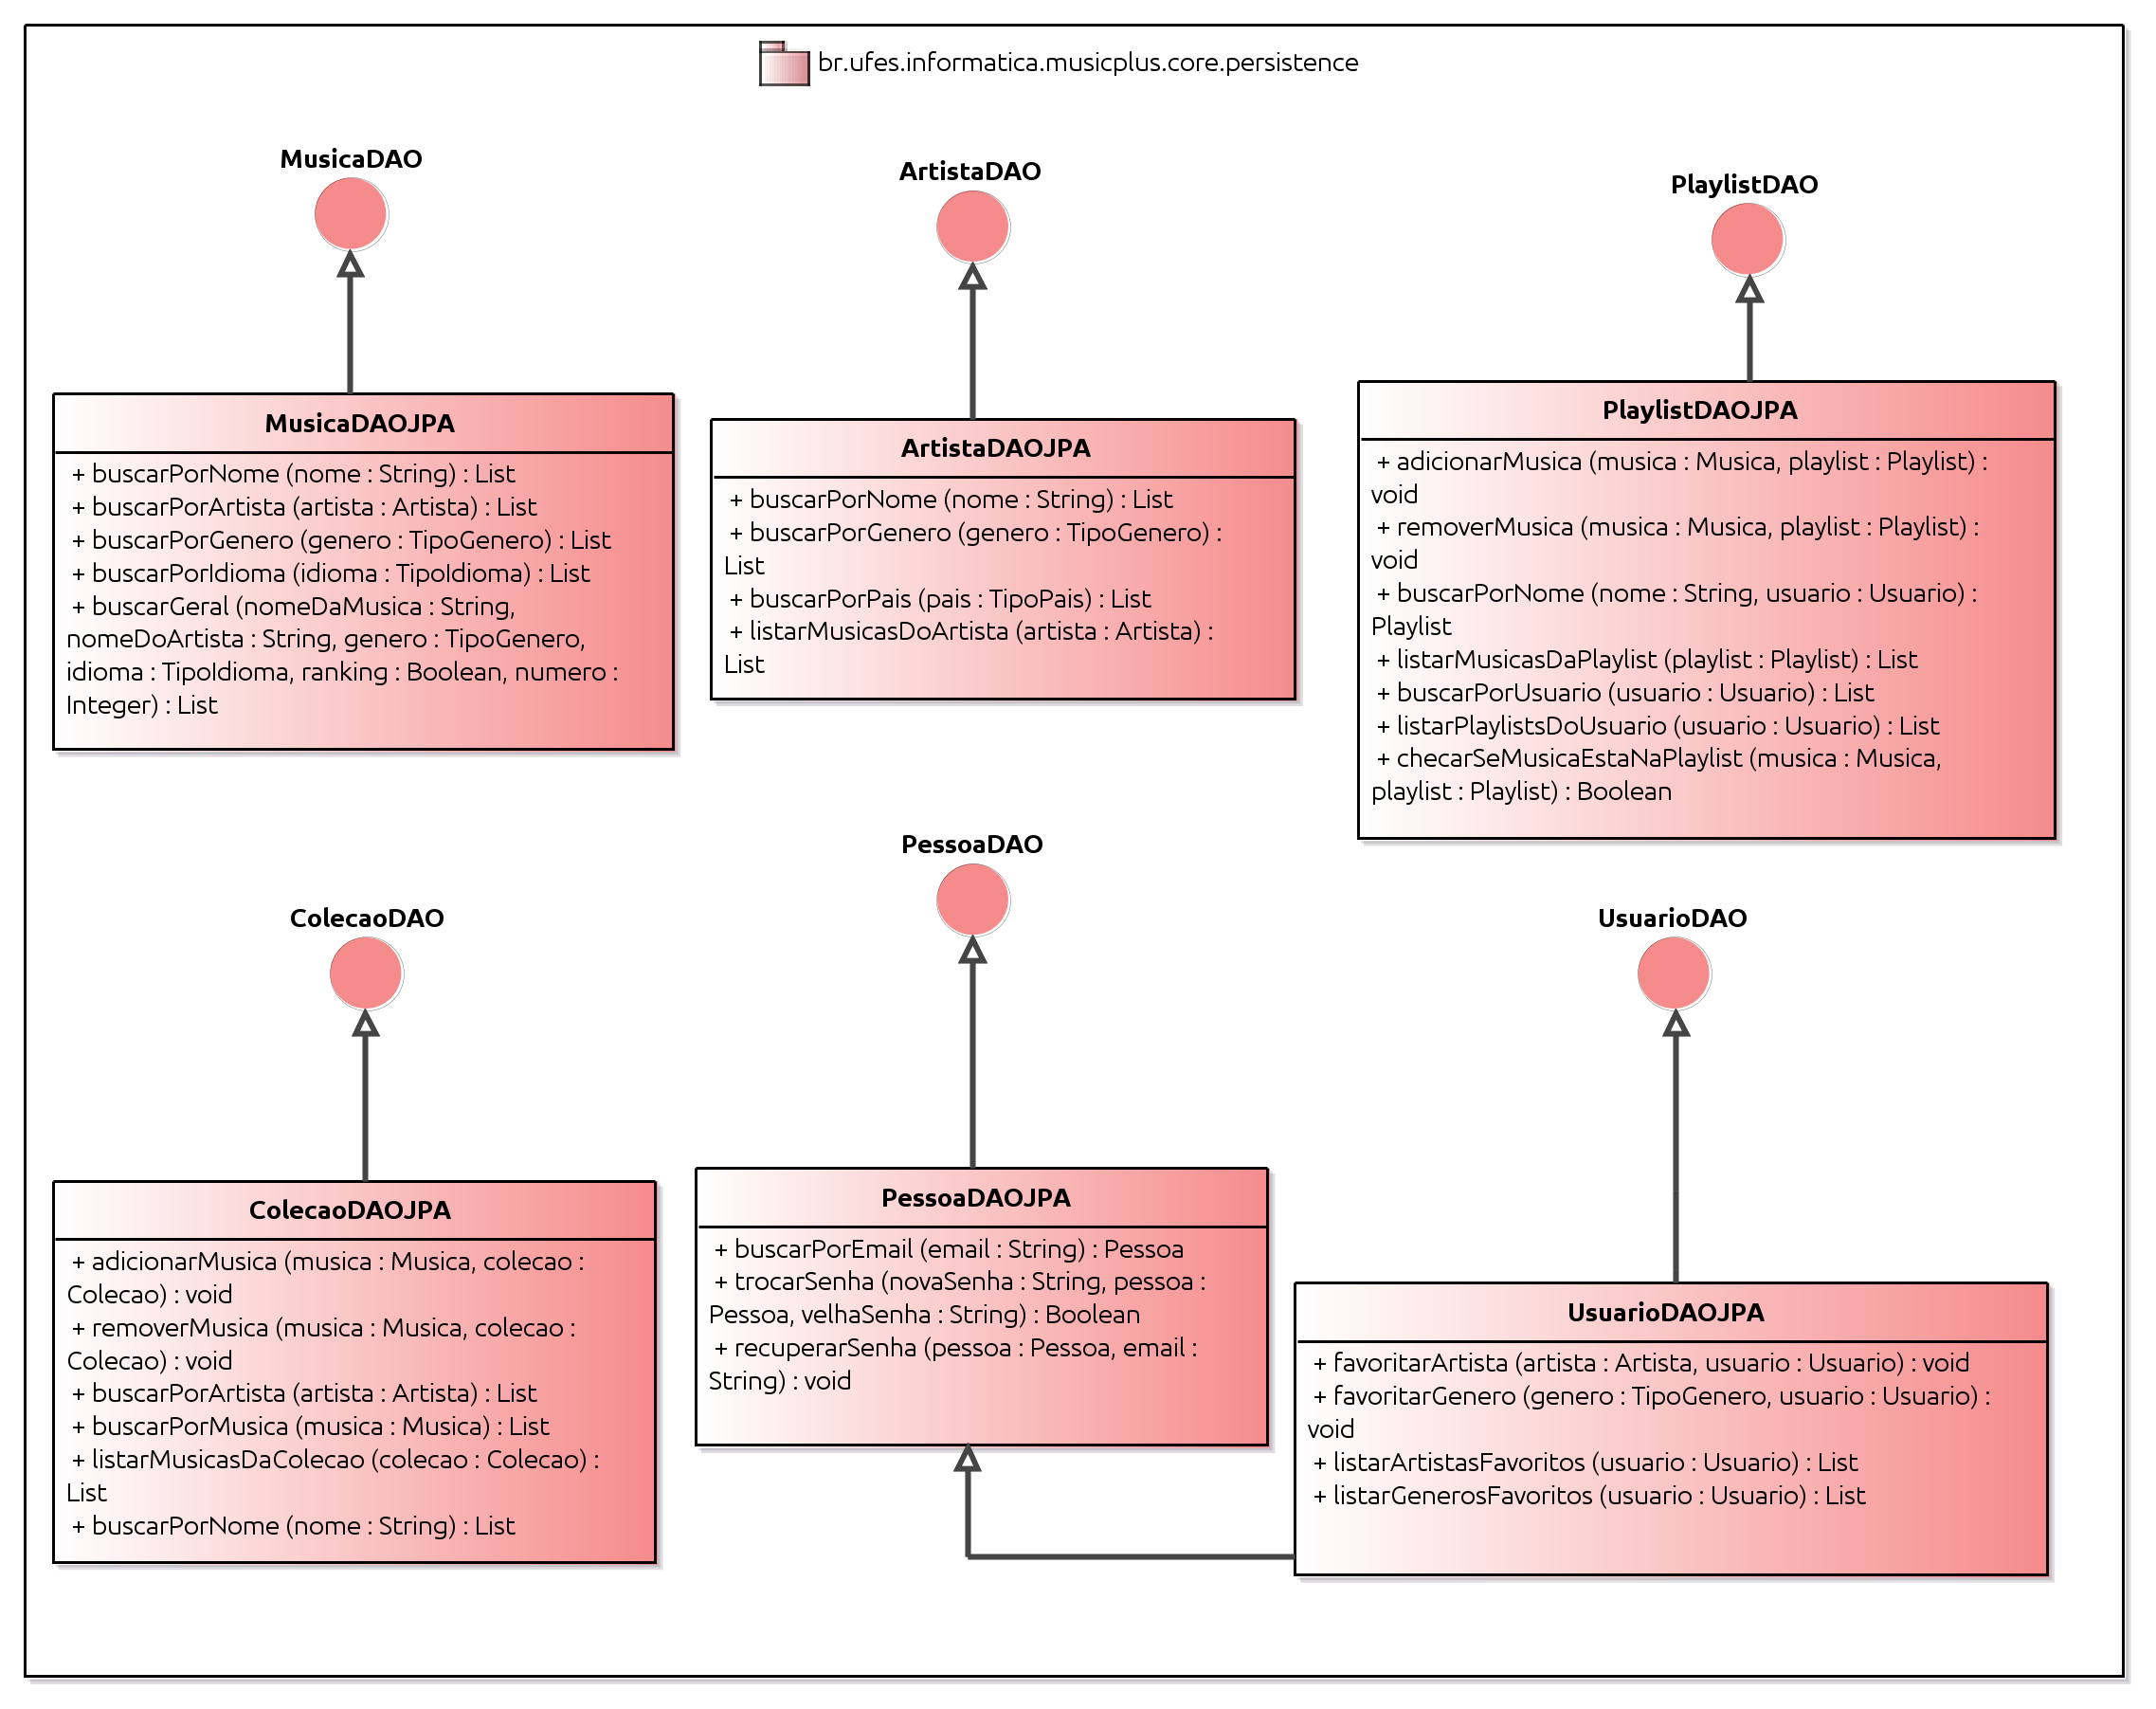 br.ufes.informatica.musicplus.core.persistence
MusicaDAO
MusicaDAOJPA
+ buscarPorNome (nome : String) : List
+ buscarPorArtista (artista : Artista) : List
+ buscarPorGenero (genero : TipoGenero) : List
+ buscarPorIdioma (idioma : TipoIdioma) : List
+ buscarGeral (nomeDaMusica : String,
nomeDoArtista : String, genero : TipoGenero,
idioma : TipoIdioma, ranking : Boolean, numero :
Integer) : List
ArtistaDAO
ArtistaDAOJPA
+ buscarPorNome (nome : String) : List
+ buscarPorGenero (genero : TipoGenero) :
List
+ buscarPorPais (pais : TipoPais) : List
+ listarMusicasDoArtista (artista : Artista) :
List
PlaylistDAO
PlaylistDAOJPA
+ adicionarMusica (musica : Musica, playlist : Playlist) :
void
+ removerMusica (musica : Musica, playlist : Playlist) :
void
+ buscarPorNome (nome : String, usuario : Usuario) :
Playlist
+ listarMusicasDaPlaylist (playlist : Playlist) : List
+ buscarPorUsuario (usuario : Usuario) : List
+ listarPlaylistsDoUsuario (usuario : Usuario) : List
+ checarSeMusicaEstaNaPlaylist (musica : Musica,
playlist : Playlist) : Boolean
ColecaoDAO
ColecaoDAOJPA
+ adicionarMusica (musica : Musica, colecao :
Colecao) : void
+ removerMusica (musica : Musica, colecao :
Colecao) : void
+ buscarPorArtista (artista : Artista) : List
+ buscarPorMusica (musica : Musica) : List
+ listarMusicasDaColecao (colecao : Colecao) :
List
+ buscarPorNome (nome : String) : List
PessoaDAO
PessoaDAOJPA
+ buscarPorEmail (email : String) : Pessoa
+ trocarSenha (novaSenha : String, pessoa :
Pessoa, velhaSenha : String) : Boolean
+ recuperarSenha (pessoa : Pessoa, email :
String) : void
UsuarioDAO
UsuarioDAOJPA
+ favoritarArtista (artista : Artista, usuario : Usuario) : void
+ favoritarGenero (genero : TipoGenero, usuario : Usuario) :
void
+ listarArtistasFavoritos (usuario : Usuario) : List
+ listarGenerosFavoritos (usuario : Usuario) : List